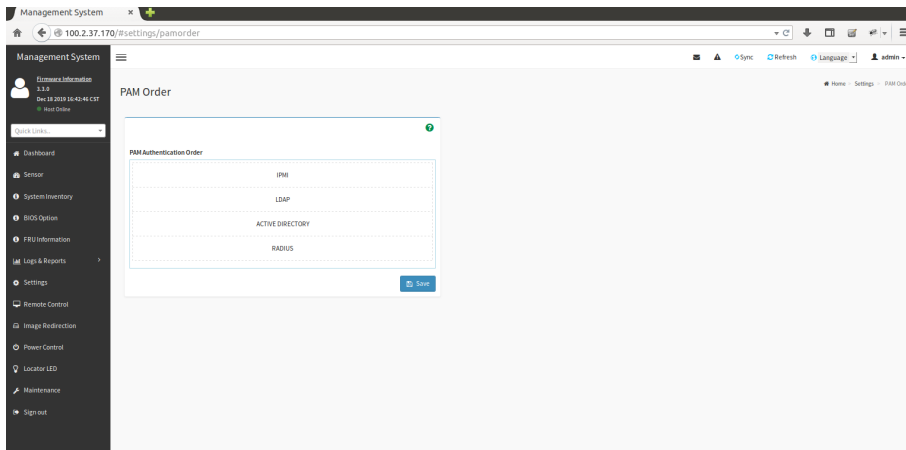 Management System
100.2.37.170/#settings/pamorder
Management System
Sync
Refresh
Language
admin
Firmware Information
3.3.0
Dec 18 2019 16:42:46 CST
Host Online
Quick Links..
Dashboard
Sensor
System Inventory
BIOS Option
FRU Information
Logs & Reports
Settings
Remote Control
Image Redirection
Power Control
Locator LED
Maintenance
Sign out
PAM Order
Home - Settings - PAM Orde
PAM Authentication Order
IPMI
LDAP
ACTIVE DIRECTORY
RADIUS
Save